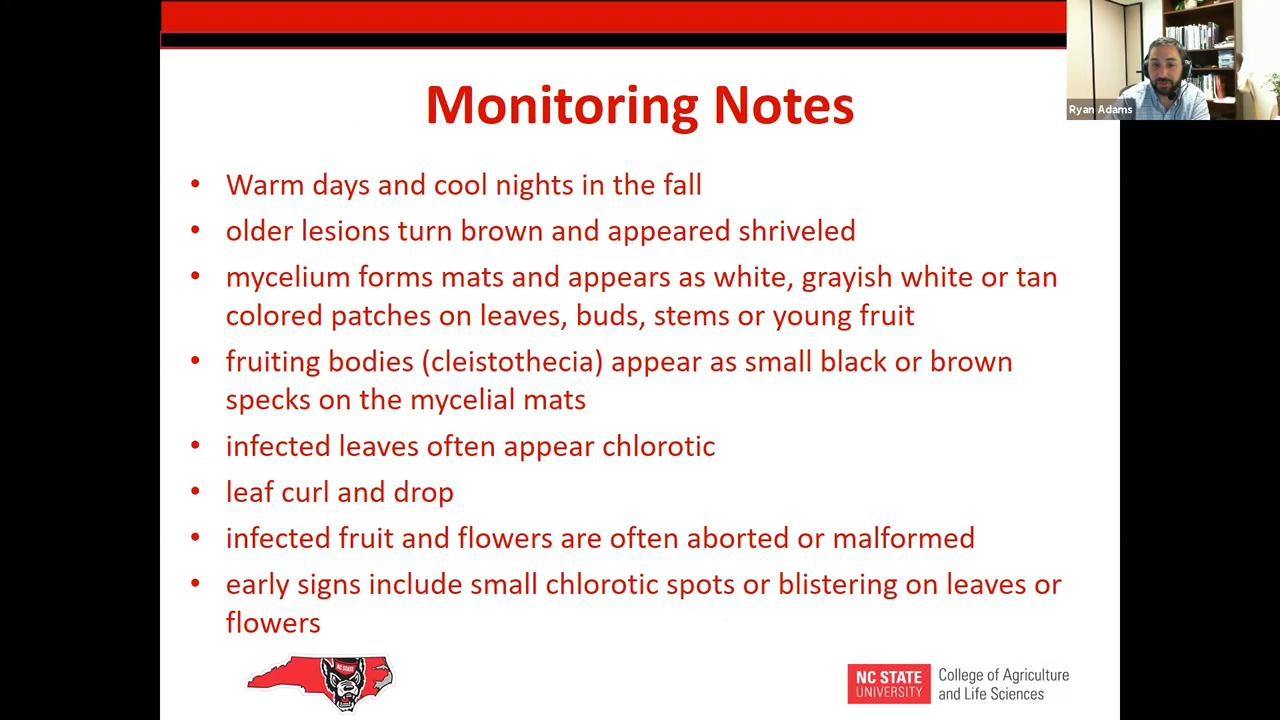 Monitoring Notes
Ryan Adams
• Warm days and cool nights in the fall
• older lesions turn brown and appeared shriveled
• mycelium forms mats and appears as white, grayish white or tan
colored patches on leaves, buds, stems or young fruit
• fruiting bodies (cleistothecia) appear as small black or brown
specks on the mycelial mats
• infected leaves often appear chlorotic
• leaf curl and drop
• infected fruit and flowers are often aborted or malformed
• early signs include small chlorotic spots or blistering on leaves or
flowers
NC STATE
NC STATE
UNIVERSITY
College of Agriculture
and Life Sciences